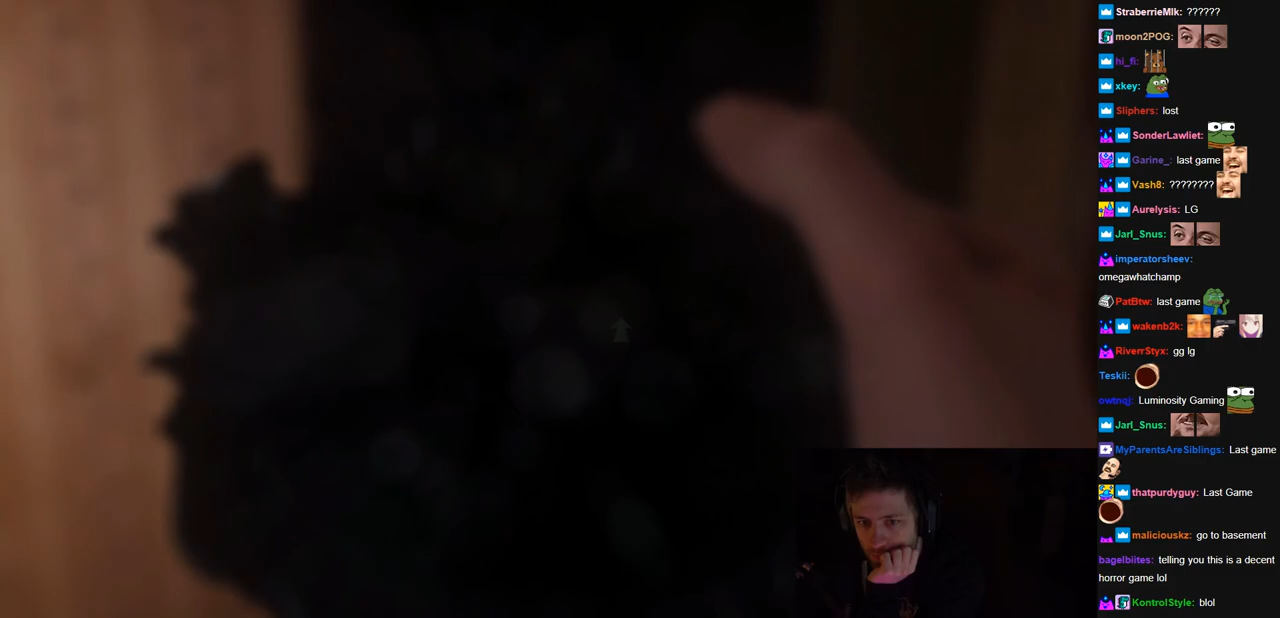 StraberrieMlk: ??????
moon2POG:
hi_fi:
xkey:
Sliphers: lost
SonderLawliet:
Garine_: last game
Vash8: ????????
Aurelysis: LG
Jarl_Snus:
imperatorsheev:
omegawhatchamp
PatBtw: last game
wakenb2k:
RiverrStyx: gg lg
Teskii:
owtnqj: Luminosity Gaming
Jarl_Snus:
MyParentsAreSiblings: Last game
thatpurdyguy: Last Game
maliciouskz: go to basement
bagelbiites: telling you this is a decent
horror game lol
KontrolStyle: blol